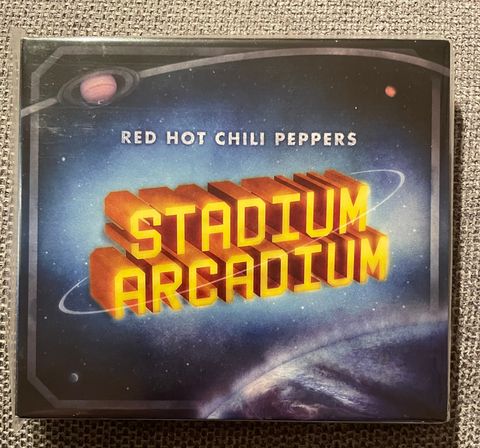 RED HOT CHILI PEPPERS
STADIUM
ARCADIUM